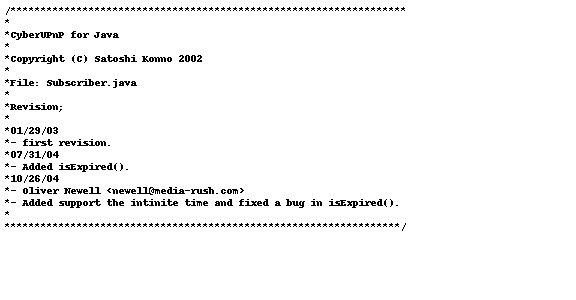 /******************************************************************
*
*CyberUPnP for Java
*
*Copyright (C) Satoshi Konno 2002
*
*File: Subscriber.java
*
*Revision;
*
*01/29/03
*- first revision.
*07/31/04
*- Added isExpired().
*10/26/04
*- Oliver Newell <newell@media-rush.com>
*- Added support the intinite time and fixed a bug in isExpired().
*
******************************************************************/